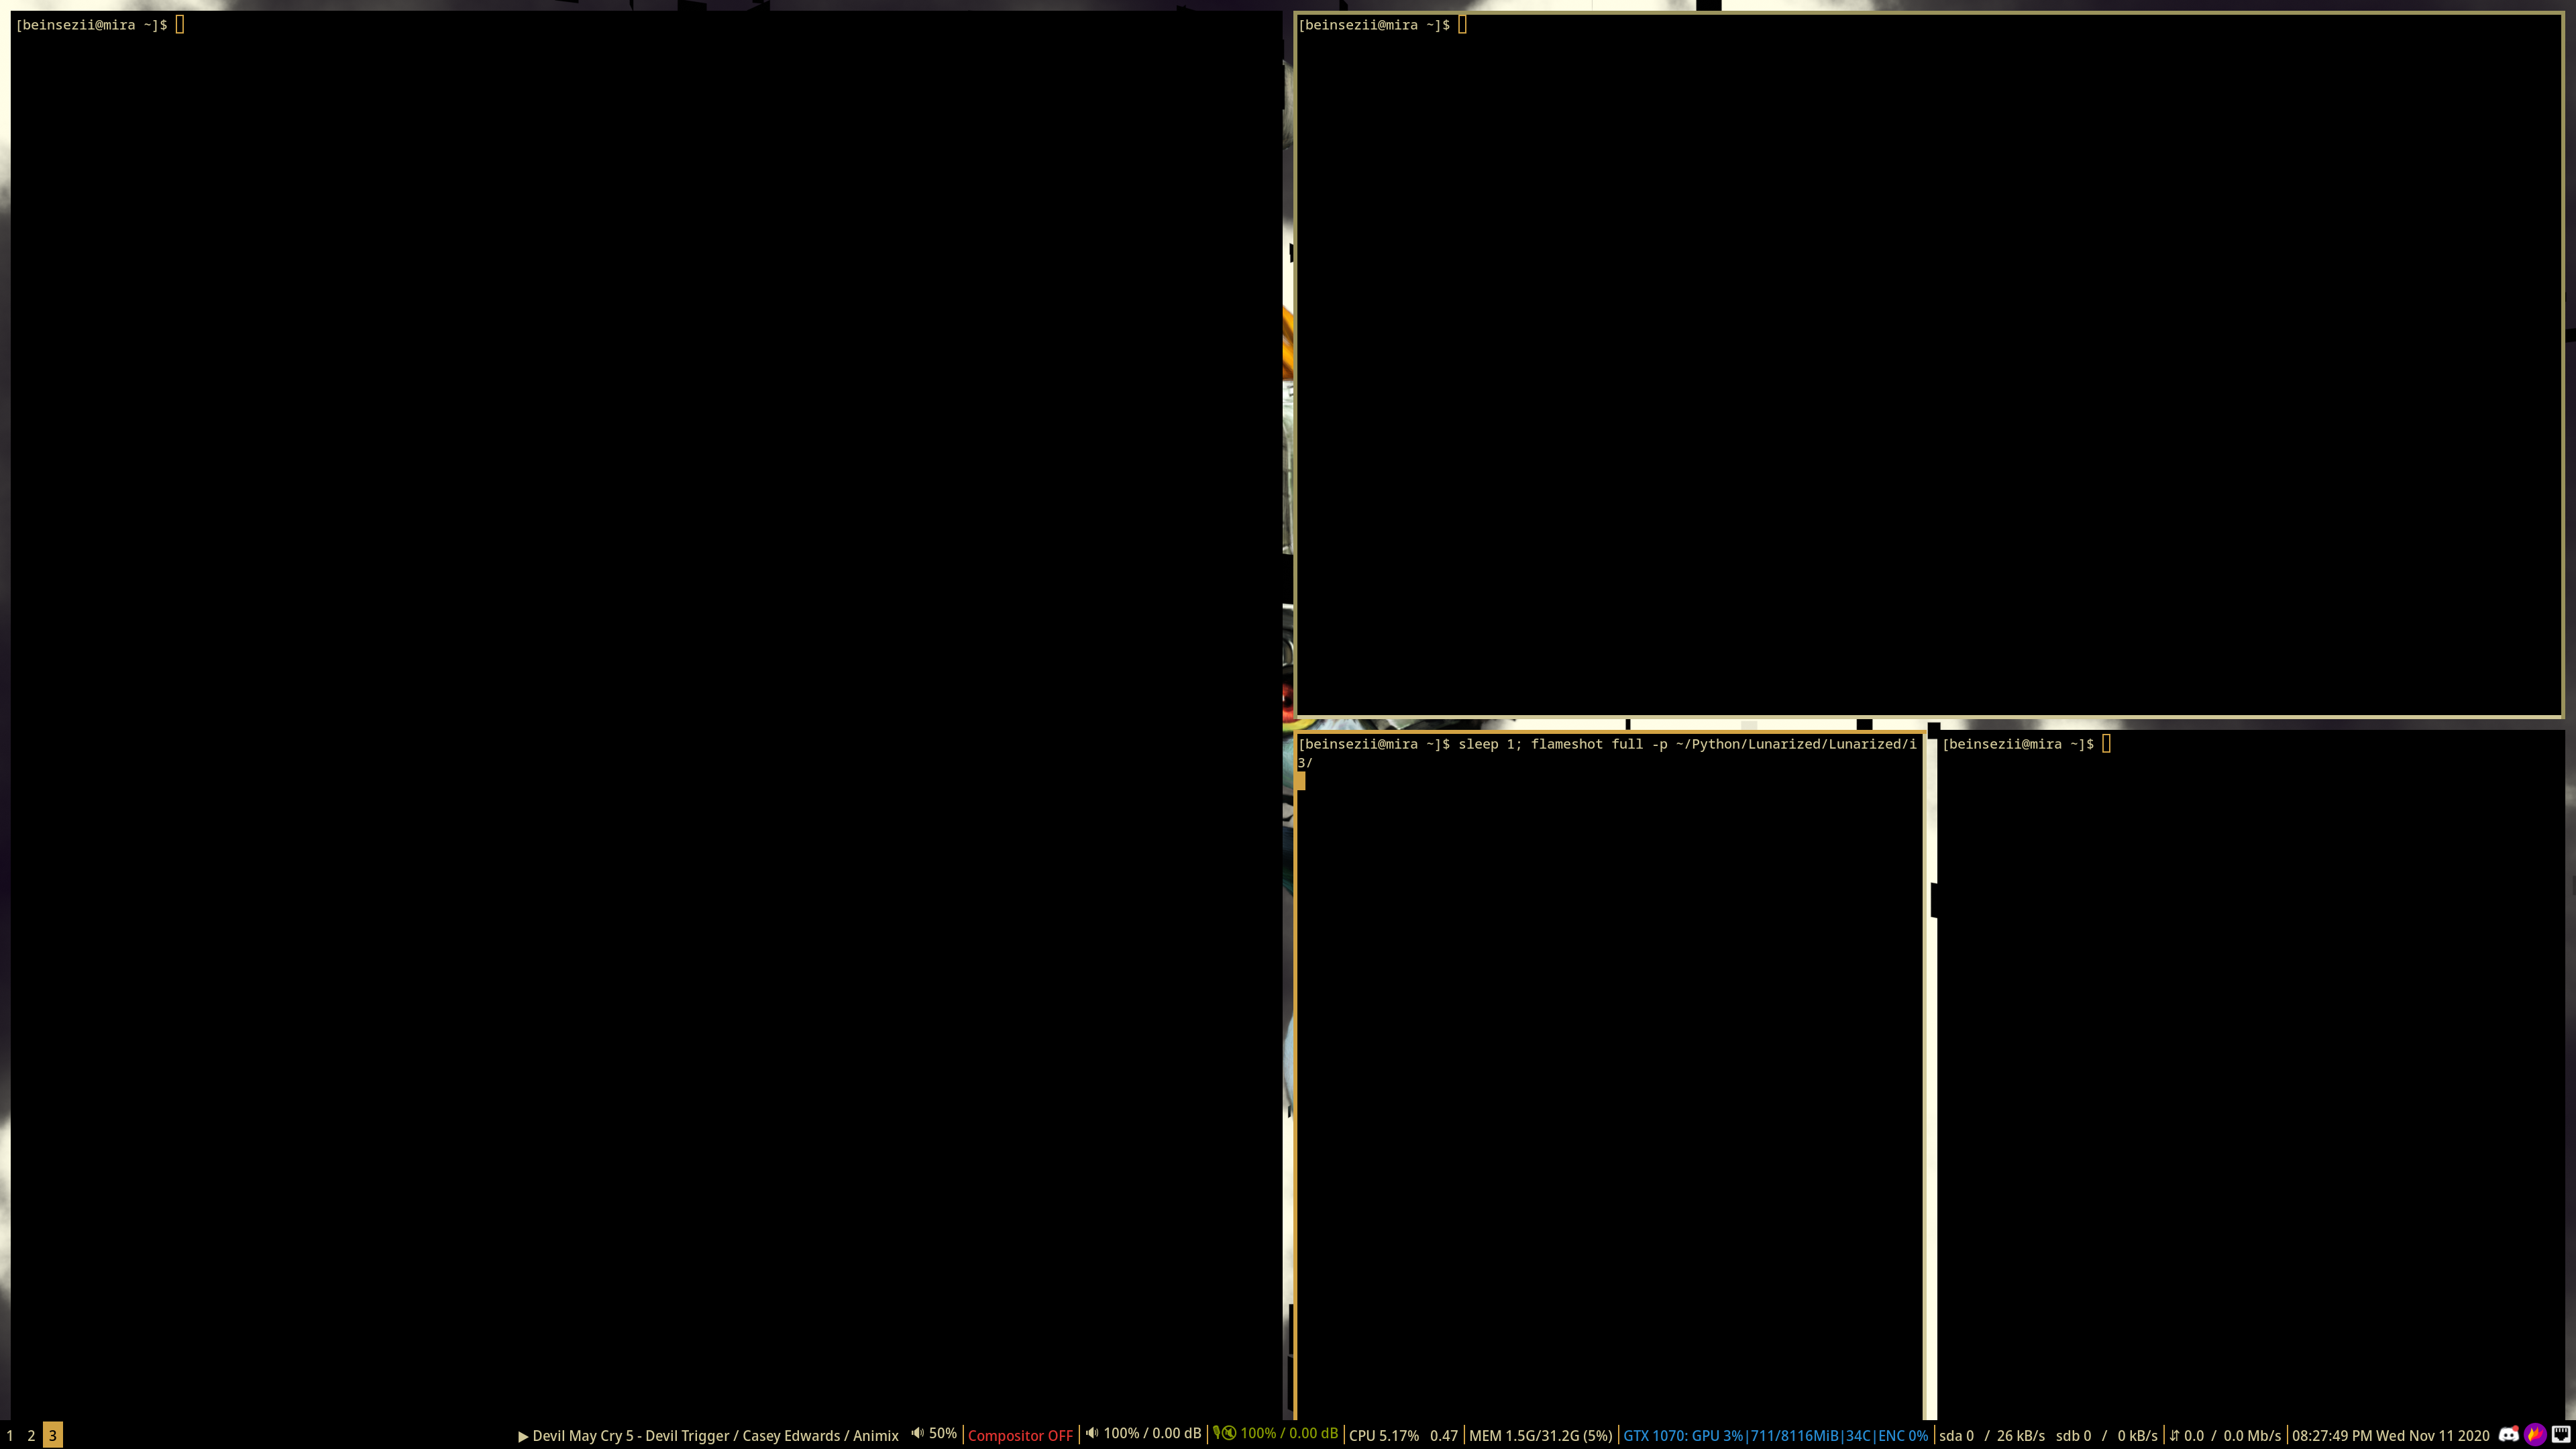 [beinsezii@mira ~]$
[beinsezii@mira ~]$
[beinsezii@mira ~]$ sleep 1; flameshot full -p ~/Python/Lunarized/Lunarized/i
3/
[beinsezii@mira ~]$
1 2 3 ▶ Devil May Cry 5 - Devil Trigger / Casey Edwards / Animix 🔊 50% | Compositor OFF | 🔊 100% / 0.00 dB | 🎙🔇 100% / 0.00 dB | CPU 5.17% 0.47 | MEM 1.5G/31.2G (5%) | GTX 1070: GPU 3%|711/8116MiB|34C|ENC 0% | sda 0 / 26 kB/s sdb 0 / 0 kB/s | ⇵ 0.0 / 0.0 Mb/s | 08:27:49 PM Wed Nov 11 2020